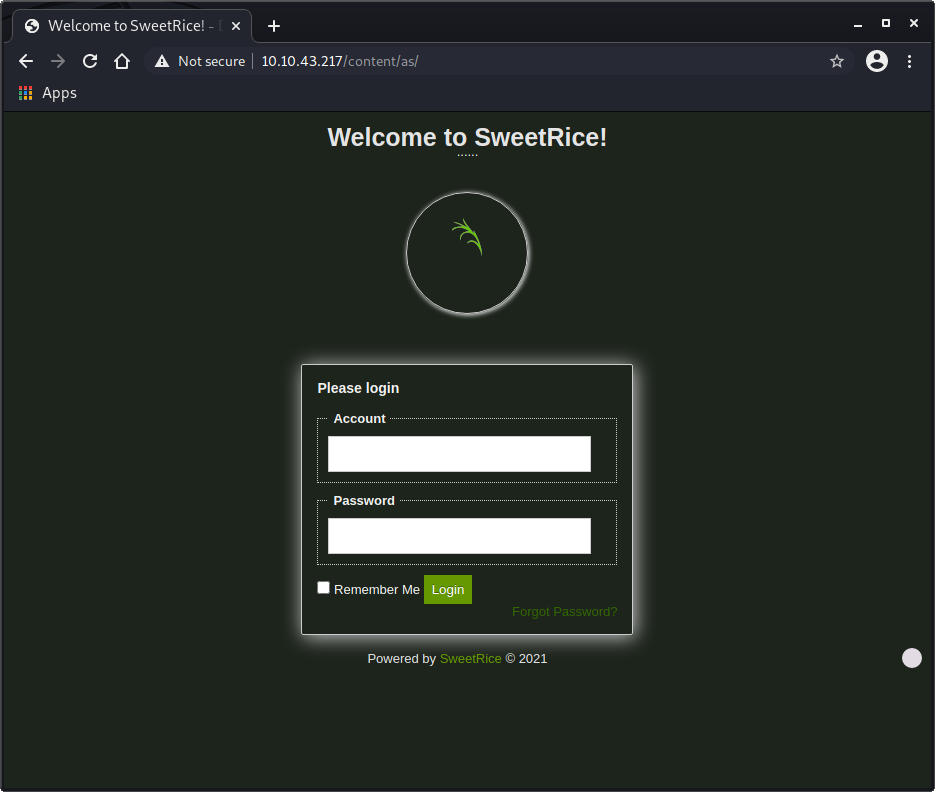 Welcome to SweetRice! -
Not secure 10.10.43.217/content/as/
Apps
Welcome to SweetRice!
......
Please login
Account
Password
Remember Me Login
Forgot Password?
Powered by SweetRice © 2021